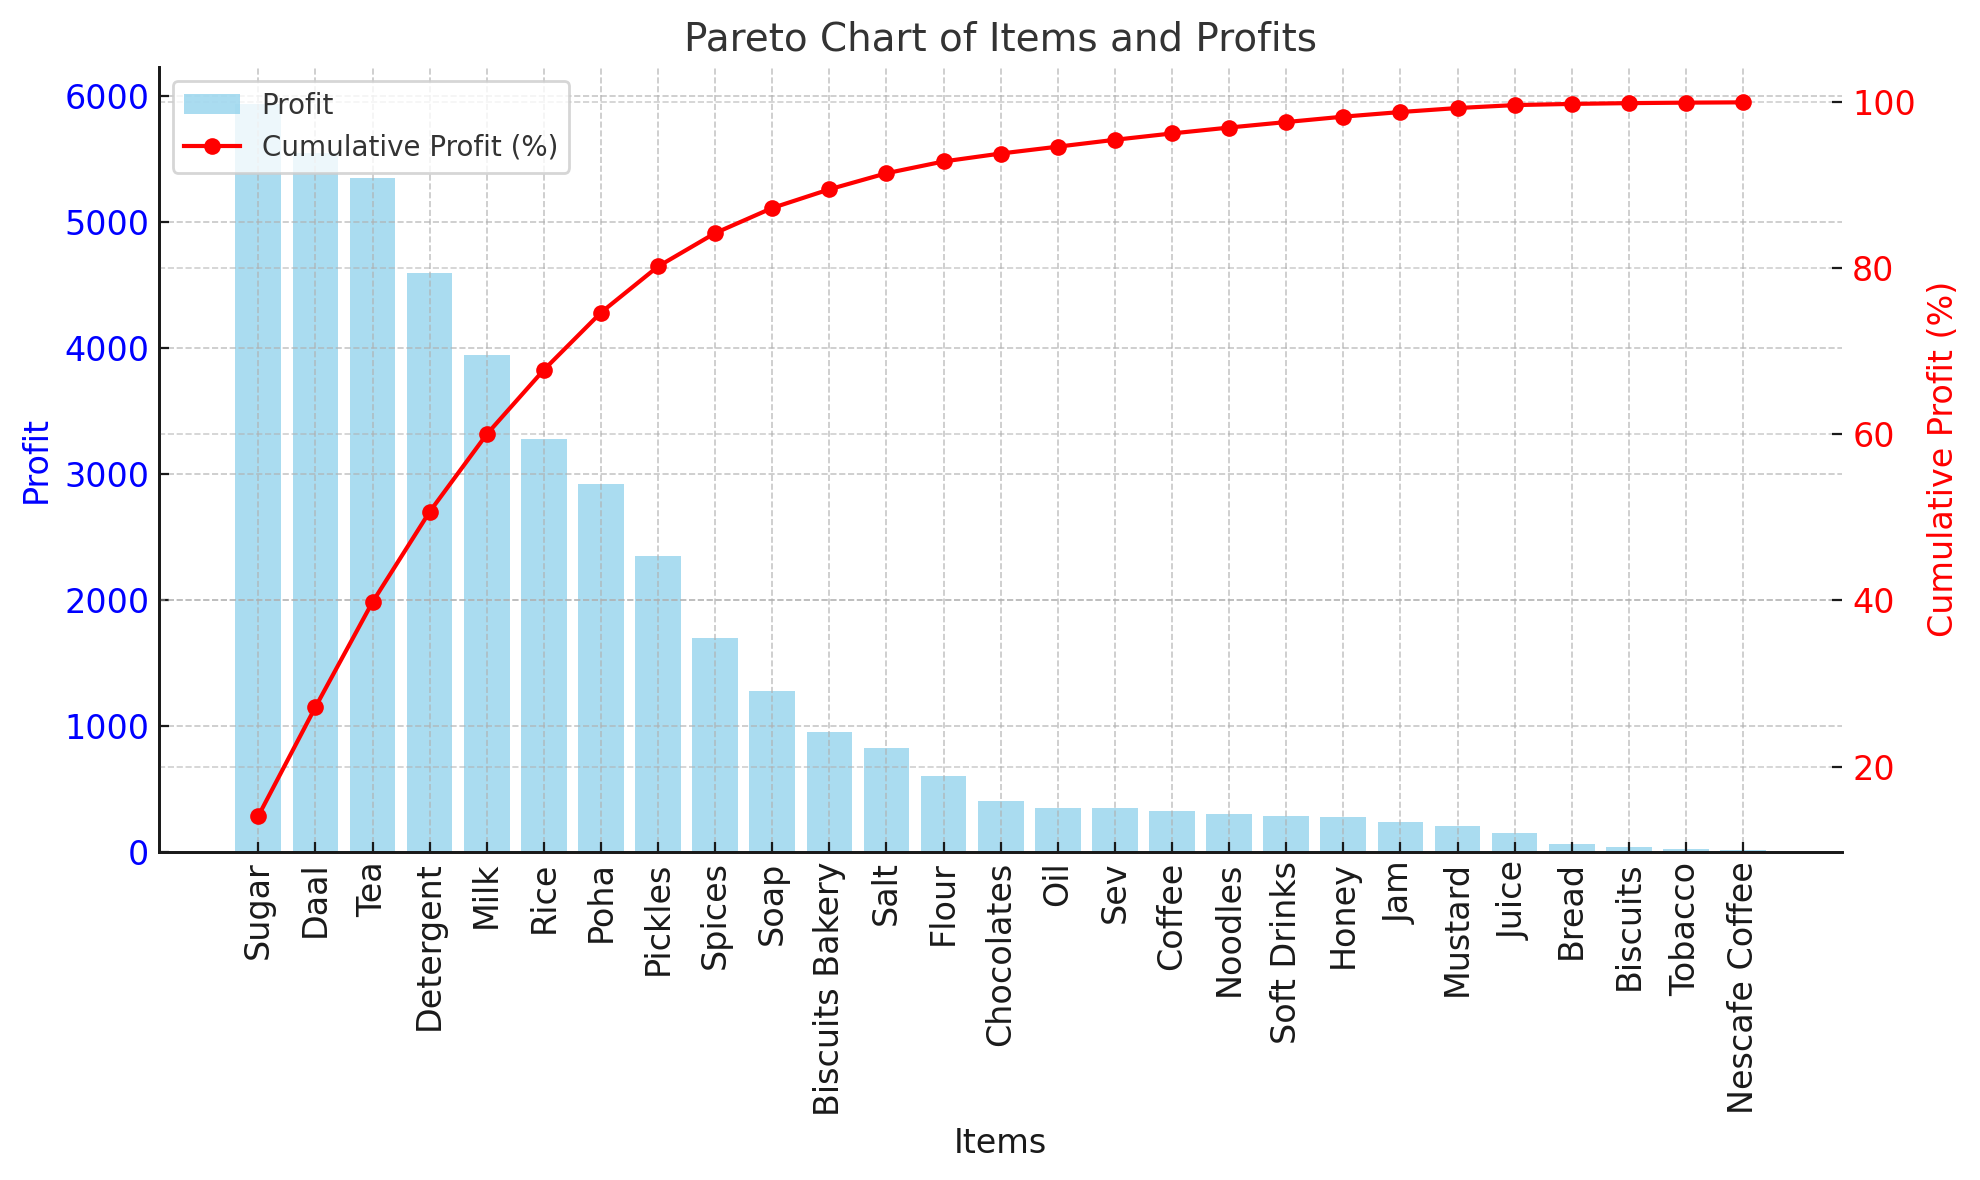 Pareto Chart of Items and Profits
Profit
Cumulative Profit (%)
6000
5000
4000
3000
2000
1000
0
Profit
100
80
60
40
20
Cumulative Profit (%)
Sugar
Daal
Tea
Detergent
Milk
Rice
Poha
Pickles
Spices
Soap
Biscuits Bakery
Salt
Flour
Chocolates
Oil
Sev
Coffee
Noodles
Soft Drinks
Honey
Jam
Mustard
Juice
Bread
Biscuits
Tobacco
Nescafe Coffee
Items